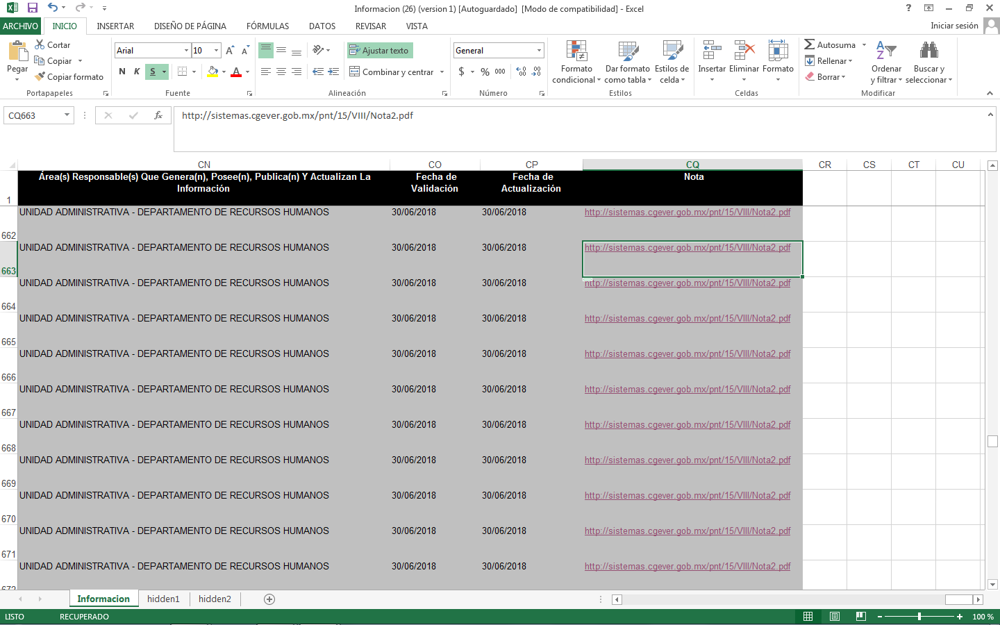 Informacion (26) (version 1) [Autoguardado]  [Modo de compatibilidad] - Excel
ARCHIVO INICIO INSERTAR DISEÑO DE PÁGINA FÓRMULAS DATOS REVISAR VISTA Iniciar sesión
Pegar
Cortar
Copiar
Copiar formato
Portapapeles
Arial 10
N K S
Fuente
Ajustar texto
Combinar y centrar
Alineación
General
$ % 000
Número
Formato condicional
Dar formato como tabla
Estilos de celda
Estilos
Insertar Eliminar Formato
Celdas
Autosuma
Rellenar
Borrar
Ordenar y filtrar
Buscar y seleccionar
Modificar
CQ663 fx http://sistemas.cgever.gob.mx/pnt/15/VIII/Nota2.pdf
CN CO CP CQ CR CS CT CU
1 Área(s) Responsable(s) Que Genera(n), Posee(n), Publica(n) Y Actualizan La Información Fecha de Validación Fecha de Actualización Nota
662 UNIDAD ADMINISTRATIVA - DEPARTAMENTO DE RECURSOS HUMANOS 30/06/2018 30/06/2018 http://sistemas.cgever.gob.mx/pnt/15/VIII/Nota2.pdf
663 UNIDAD ADMINISTRATIVA - DEPARTAMENTO DE RECURSOS HUMANOS 30/06/2018 30/06/2018 http://sistemas.cgever.gob.mx/pnt/15/VIII/Nota2.pdf
664 UNIDAD ADMINISTRATIVA - DEPARTAMENTO DE RECURSOS HUMANOS 30/06/2018 30/06/2018 http://sistemas.cgever.gob.mx/pnt/15/VIII/Nota2.pdf
665 UNIDAD ADMINISTRATIVA - DEPARTAMENTO DE RECURSOS HUMANOS 30/06/2018 30/06/2018 http://sistemas.cgever.gob.mx/pnt/15/VIII/Nota2.pdf
666 UNIDAD ADMINISTRATIVA - DEPARTAMENTO DE RECURSOS HUMANOS 30/06/2018 30/06/2018 http://sistemas.cgever.gob.mx/pnt/15/VIII/Nota2.pdf
667 UNIDAD ADMINISTRATIVA - DEPARTAMENTO DE RECURSOS HUMANOS 30/06/2018 30/06/2018 http://sistemas.cgever.gob.mx/pnt/15/VIII/Nota2.pdf
668 UNIDAD ADMINISTRATIVA - DEPARTAMENTO DE RECURSOS HUMANOS 30/06/2018 30/06/2018 http://sistemas.cgever.gob.mx/pnt/15/VIII/Nota2.pdf
669 UNIDAD ADMINISTRATIVA - DEPARTAMENTO DE RECURSOS HUMANOS 30/06/2018 30/06/2018 http://sistemas.cgever.gob.mx/pnt/15/VIII/Nota2.pdf
670 UNIDAD ADMINISTRATIVA - DEPARTAMENTO DE RECURSOS HUMANOS 30/06/2018 30/06/2018 http://sistemas.cgever.gob.mx/pnt/15/VIII/Nota2.pdf
671 UNIDAD ADMINISTRATIVA - DEPARTAMENTO DE RECURSOS HUMANOS 30/06/2018 30/06/2018 http://sistemas.cgever.gob.mx/pnt/15/VIII/Nota2.pdf
672 UNIDAD ADMINISTRATIVA - DEPARTAMENTO DE RECURSOS HUMANOS 30/06/2018 30/06/2018 http://sistemas.cgever.gob.mx/pnt/15/VIII/Nota2.pdf
Informacion hidden1 hidden2
LISTO RECUPERADO 100 %